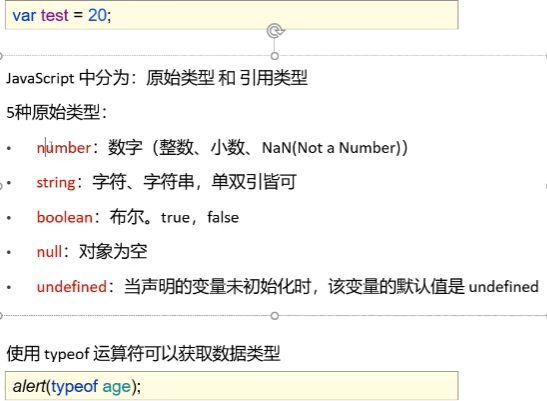 var test = 20;
JavaScript 中分为：原始类型 和 引用类型
5种原始类型：
• number：数字（整数、小数、NaN(Not a Number)）
• string：字符、字符串，单双引皆可
• boolean：布尔。true，false
• null：对象为空
• undefined：当声明的变量未初始化时，该变量的默认值是 undefined
使用 typeof 运算符可以获取数据类型
alert(typeof age);